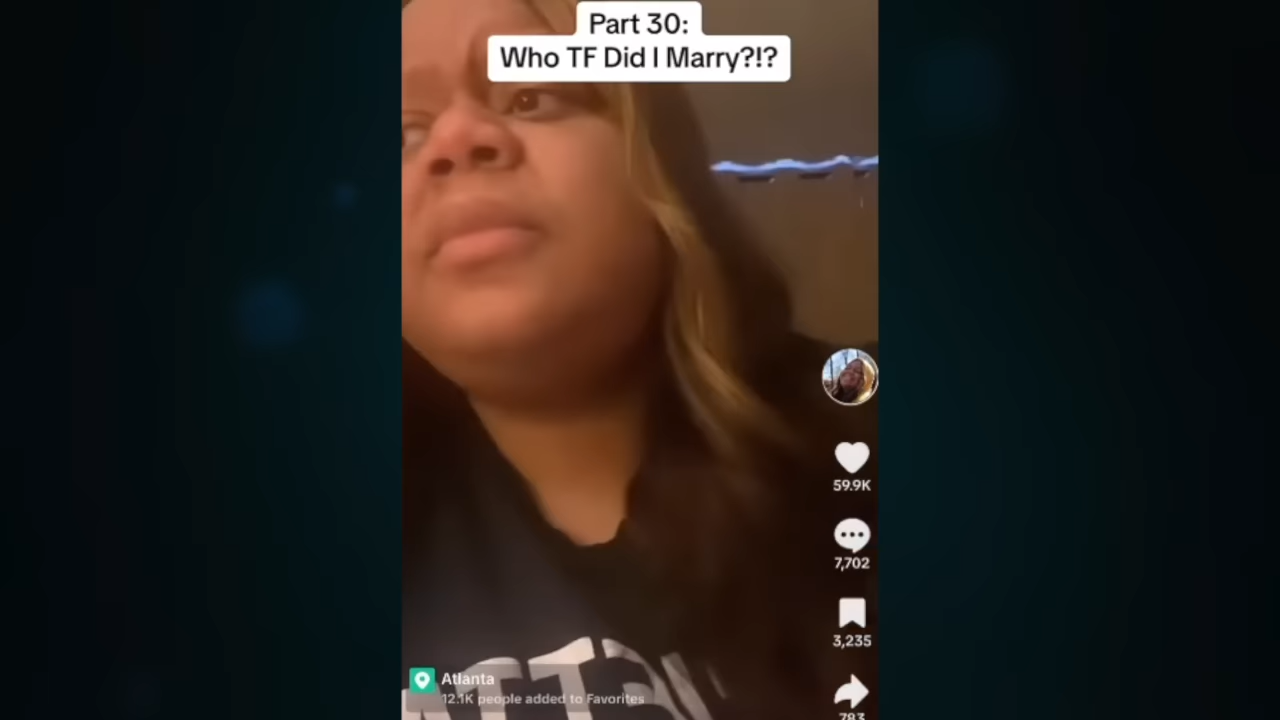 Part 30:
Who TF Did I Marry?!?
59.9K
7,702
3,235
783
Atlanta
12.1K people added to Favorites